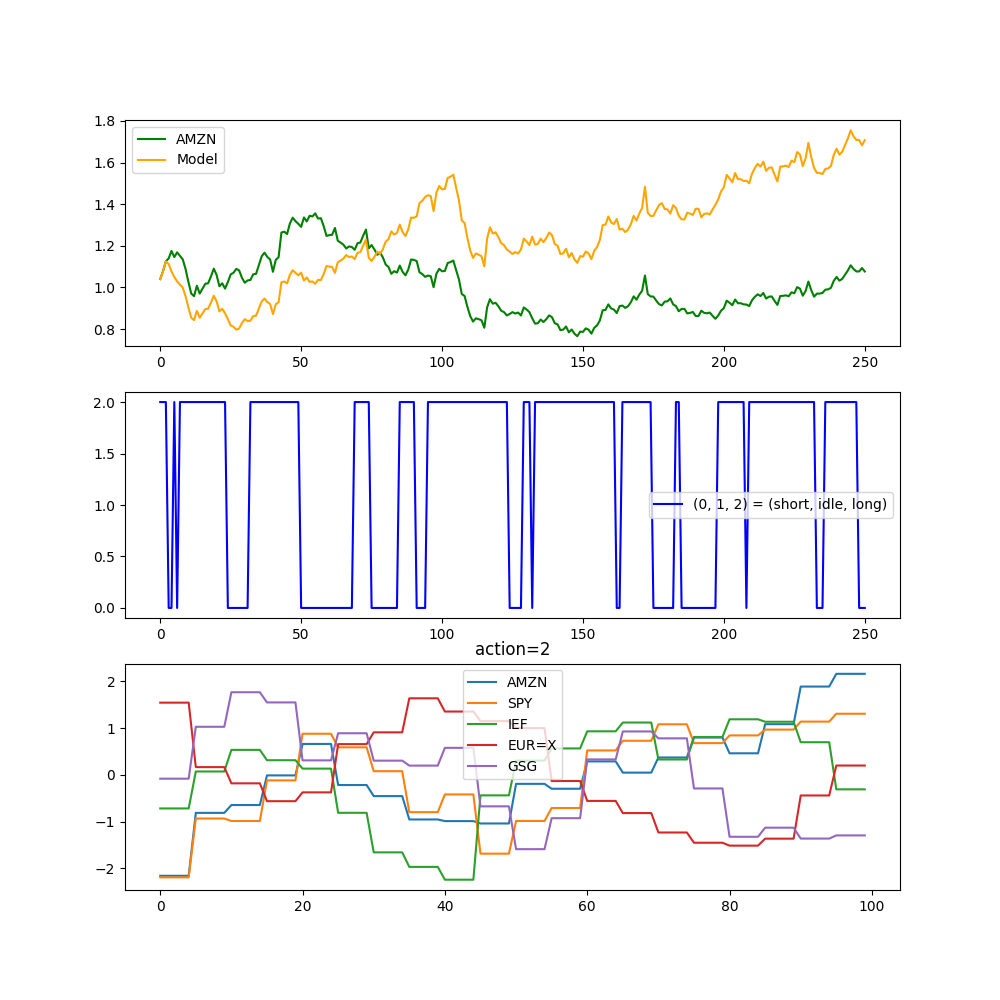 1.8
1.6
1.4
1.2
1.0
0.8
AMZN
Model
0 50 100 150 200 250
2.0
1.5
1.0
0.5
0.0
(0, 1, 2) = (short, idle, long)
0 50 100 150 200 250
action=2
2
1
0
−1
−2
AMZN
SPY
IEF
EUR=X
GSG
0 20 40 60 80 100